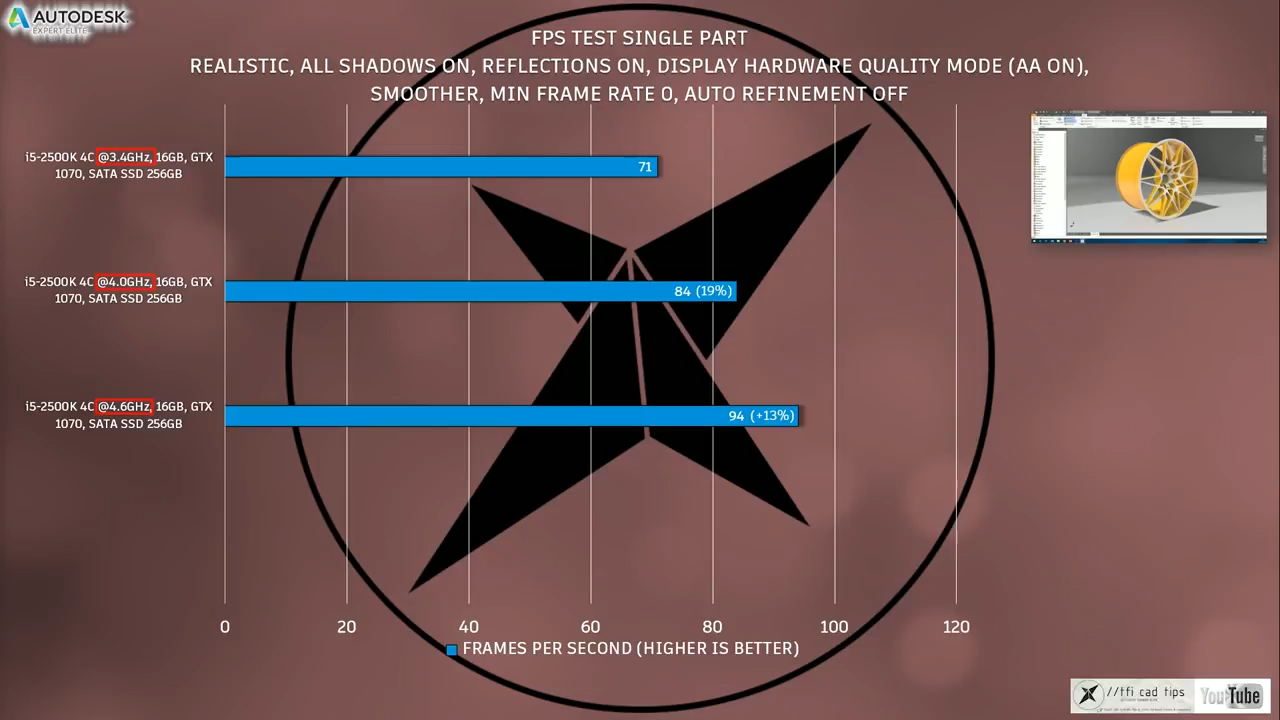 AUTODESK.
EXPERT ELITE
FPS TEST SINGLE PART
REALISTIC, ALL SHADOWS ON, REFLECTIONS ON, DISPLAY HARDWARE QUALITY MODE (AA ON),
SMOOTHER, MIN FRAME RATE 0, AUTO REFINEMENT OFF
i5-2500K 4C @3.4GHz, 16GB, GTX
1070, SATA SSD 256GB
71
i5-2500K 4C @4.0GHz, 16GB, GTX
1070, SATA SSD 256GB
84 (19%)
i5-2500K 4C @4.6GHz, 16GB, GTX
1070, SATA SSD 256GB
94 (+13%)
0 20 40 60 80 100 120
FRAMES PER SECOND (HIGHER IS BETTER)
//tfi cad tips
YouTube